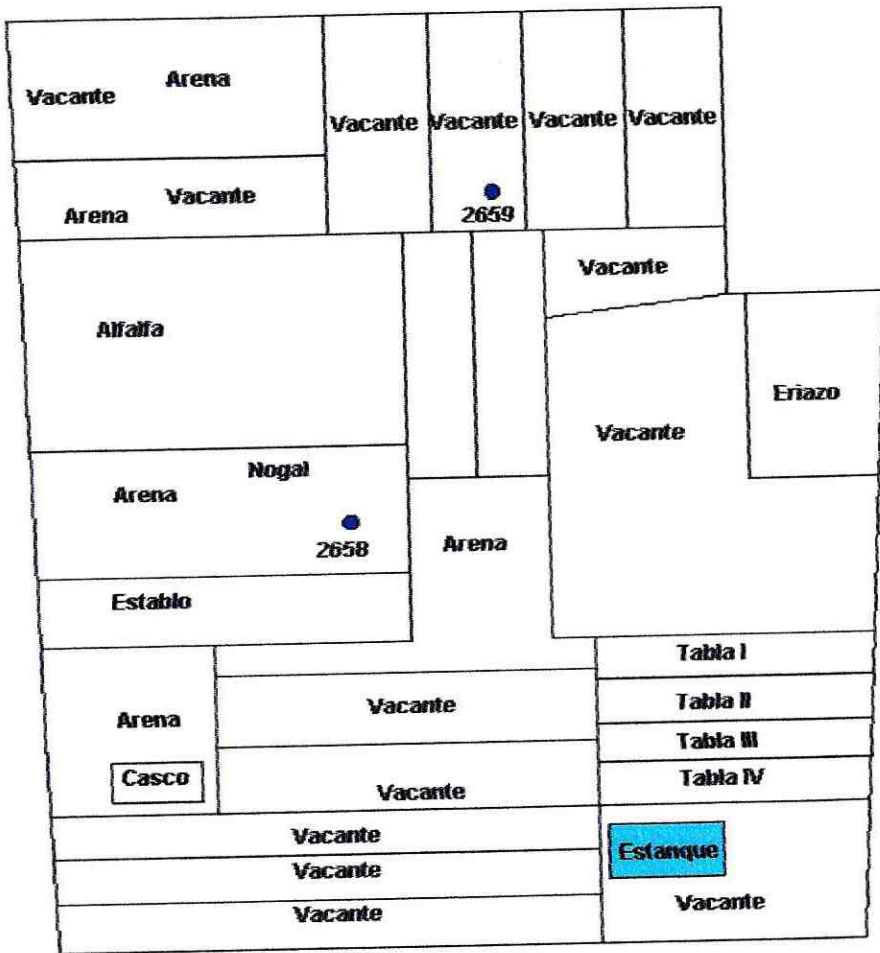 Vacante Arena
Vacante
Vacante
Vacante
Vacante
Arena Vacante
2659
Vacante
Alfalfa
Eriazo
Vacante
Nogal
Arena
2658
Arena
Establo
Tabla I
Vacante
Tabla II
Arena
Tabla III
Casco
Tabla IV
Vacante
Vacante
Estanque
Vacante
Vacante
Vacante